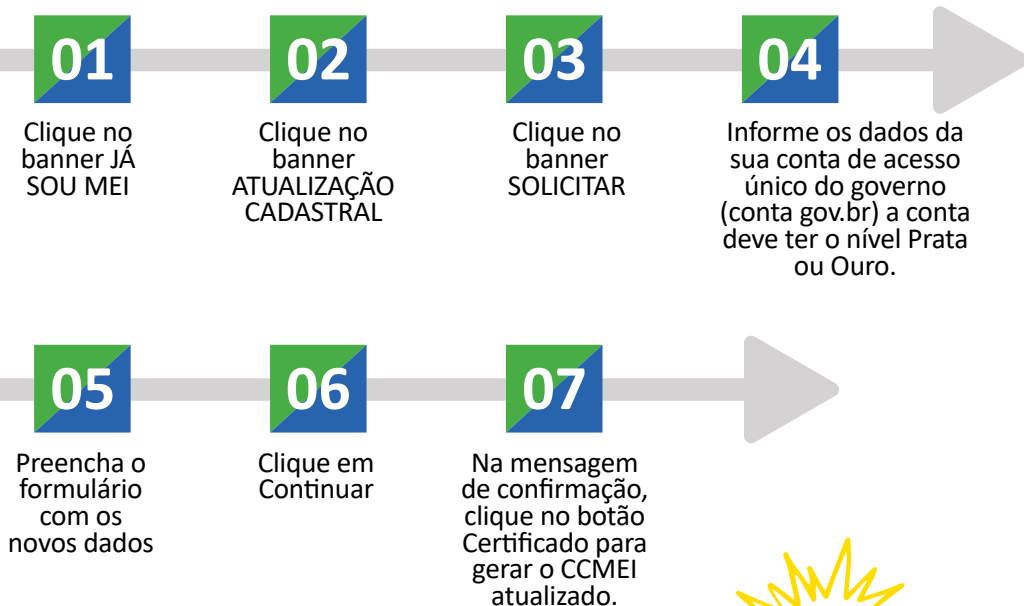 01
Clique no
banner JÁ
SOU MEI
02
Clique no
banner
ATUALIZAÇÃO
CADASTRAL
03
Clique no
banner
SOLICITAR
04
Informe os dados da
sua conta de acesso
único do governo
(conta gov.br) a conta
deve ter o nível Prata
ou Ouro.
05
Preencha o
formulário
com os
novos dados
06
Clique em
Continuar
07
Na mensagem
de confirmação,
clique no botão
Certificado para
gerar o CCMEI
atualizado.